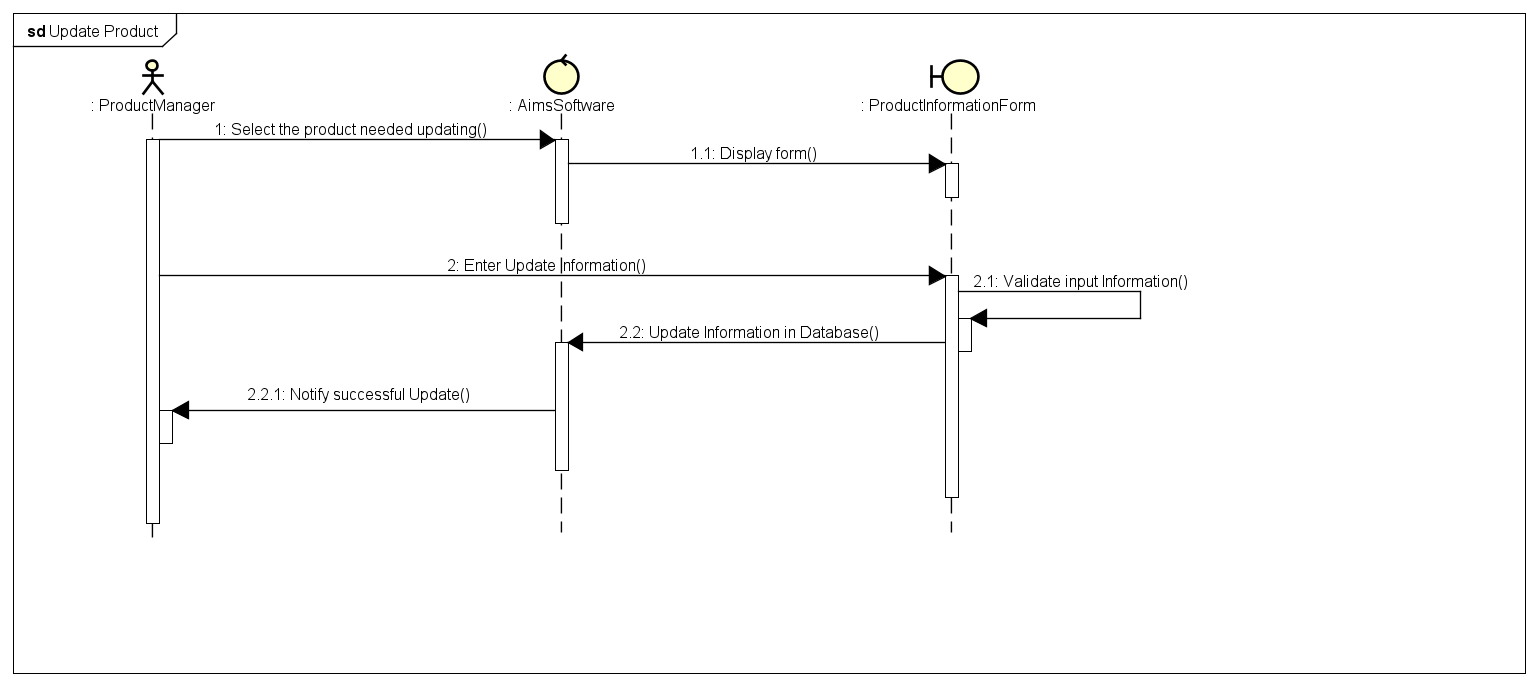 sd Update Product
: ProductManager
: AimsSoftware
: ProductInformationForm
1: Select the product needed updating()
1.1: Display form()
2: Enter Update Information()
2.1: Validate input Information()
2.2: Update Information in Database()
2.2.1: Notify successful Update()